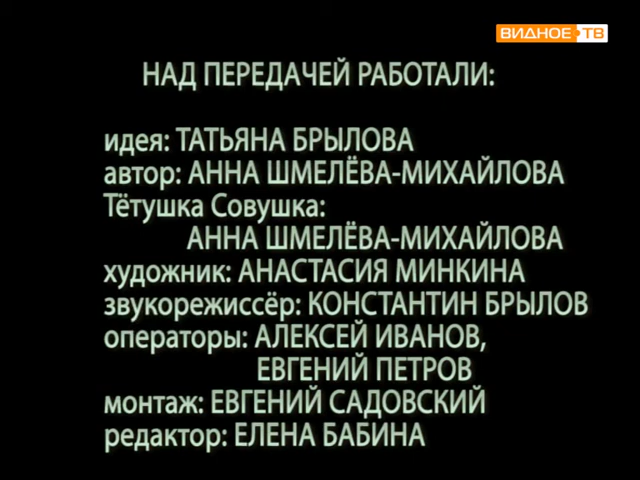 ВИДНОЕ ТВ
НАД ПЕРЕДАЧЕЙ РАБОТАЛИ:
идея: ТАТЬЯНА БРЫЛОВА
автор: АННА ШМЕЛЁВА-МИХАЙЛОВА
Тётушка Совушка:
АННА ШМЕЛЁВА-МИХАЙЛОВА
художник: АНАСТАСИЯ МИНКИНА
звукорежиссёр: КОНСТАНТИН БРЫЛОВ
операторы: АЛЕКСЕЙ ИВАНОВ,
ЕВГЕНИЙ ПЕТРОВ
монтаж: ЕВГЕНИЙ САДОВСКИЙ
редактор: ЕЛЕНА БАБИНА